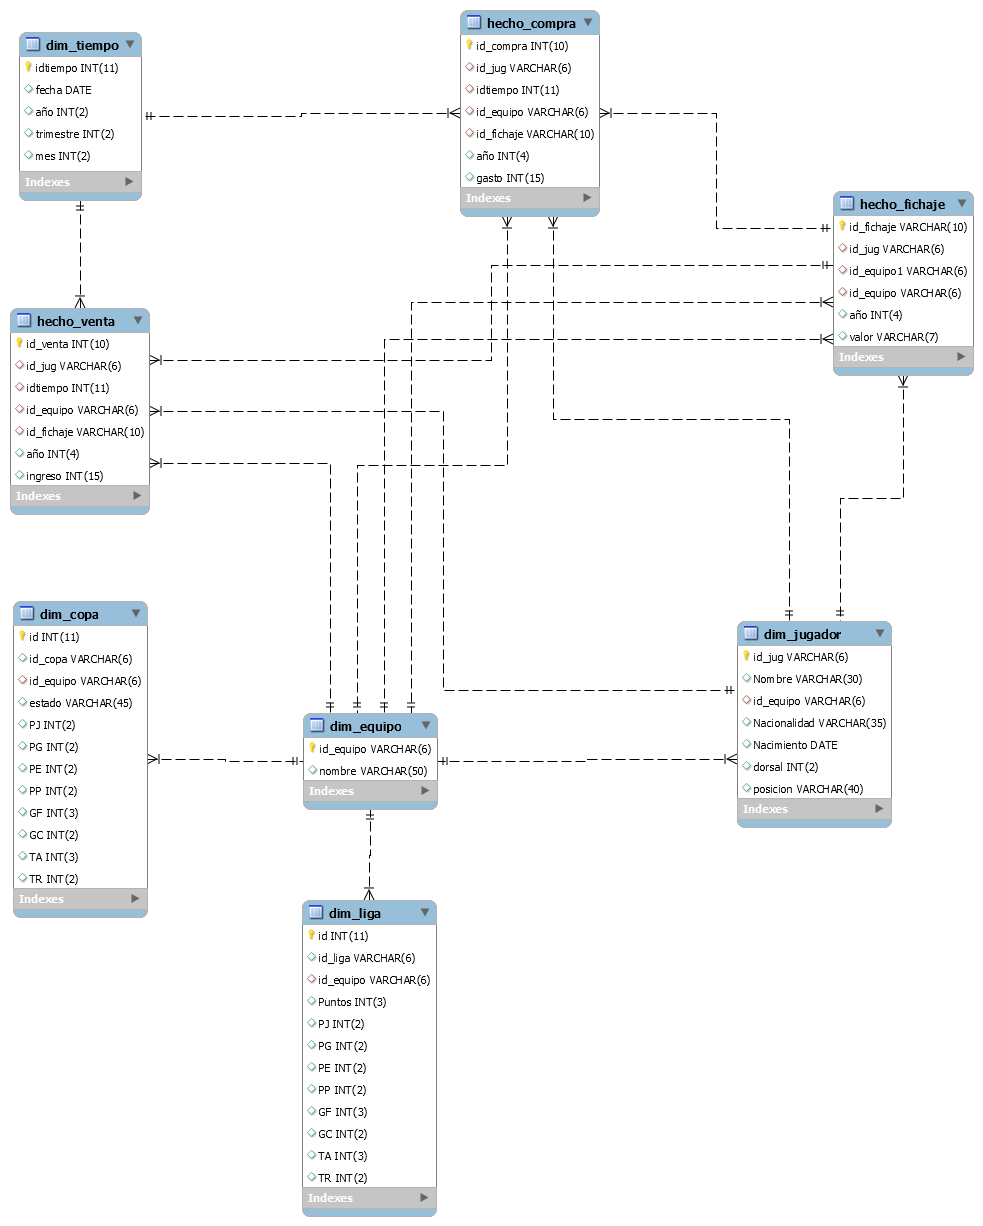 dim_tiempo
idtiempo INT(11)
fecha DATE
año INT(2)
trimestre INT(2)
mes INT(2)
Indexes
hecho_compra
id_compra INT(10)
id_jug VARCHAR(6)
idtiempo INT(11)
id_equipo VARCHAR(6)
id_fichaje VARCHAR(10)
año INT(4)
gasto INT(15)
Indexes
hecho_fichaje
id_fichaje VARCHAR(10)
id_jug VARCHAR(6)
id_equipo1 VARCHAR(6)
id_equipo VARCHAR(6)
año INT(4)
valor VARCHAR(7)
Indexes
hecho_venta
id_venta INT(10)
id_jug VARCHAR(6)
idtiempo INT(11)
id_equipo VARCHAR(6)
id_fichaje VARCHAR(10)
año INT(4)
ingreso INT(15)
Indexes
dim_copa
id INT(11)
id_copa VARCHAR(6)
id_equipo VARCHAR(6)
estado VARCHAR(45)
PJ INT(2)
PG INT(2)
PE INT(2)
PP INT(2)
GF INT(3)
GC INT(2)
TA INT(3)
TR INT(2)
Indexes
dim_equipo
id_equipo VARCHAR(6)
nombre VARCHAR(50)
Indexes
dim_jugador
id_jug VARCHAR(6)
Nombre VARCHAR(30)
id_equipo VARCHAR(6)
Nacionalidad VARCHAR(35)
Nacimiento DATE
dorsal INT(2)
posicion VARCHAR(40)
Indexes
dim_liga
id INT(11)
id_liga VARCHAR(6)
id_equipo VARCHAR(6)
Puntos INT(3)
PJ INT(2)
PG INT(2)
PE INT(2)
PP INT(2)
GF INT(3)
GC INT(2)
TA INT(3)
TR INT(2)
Indexes